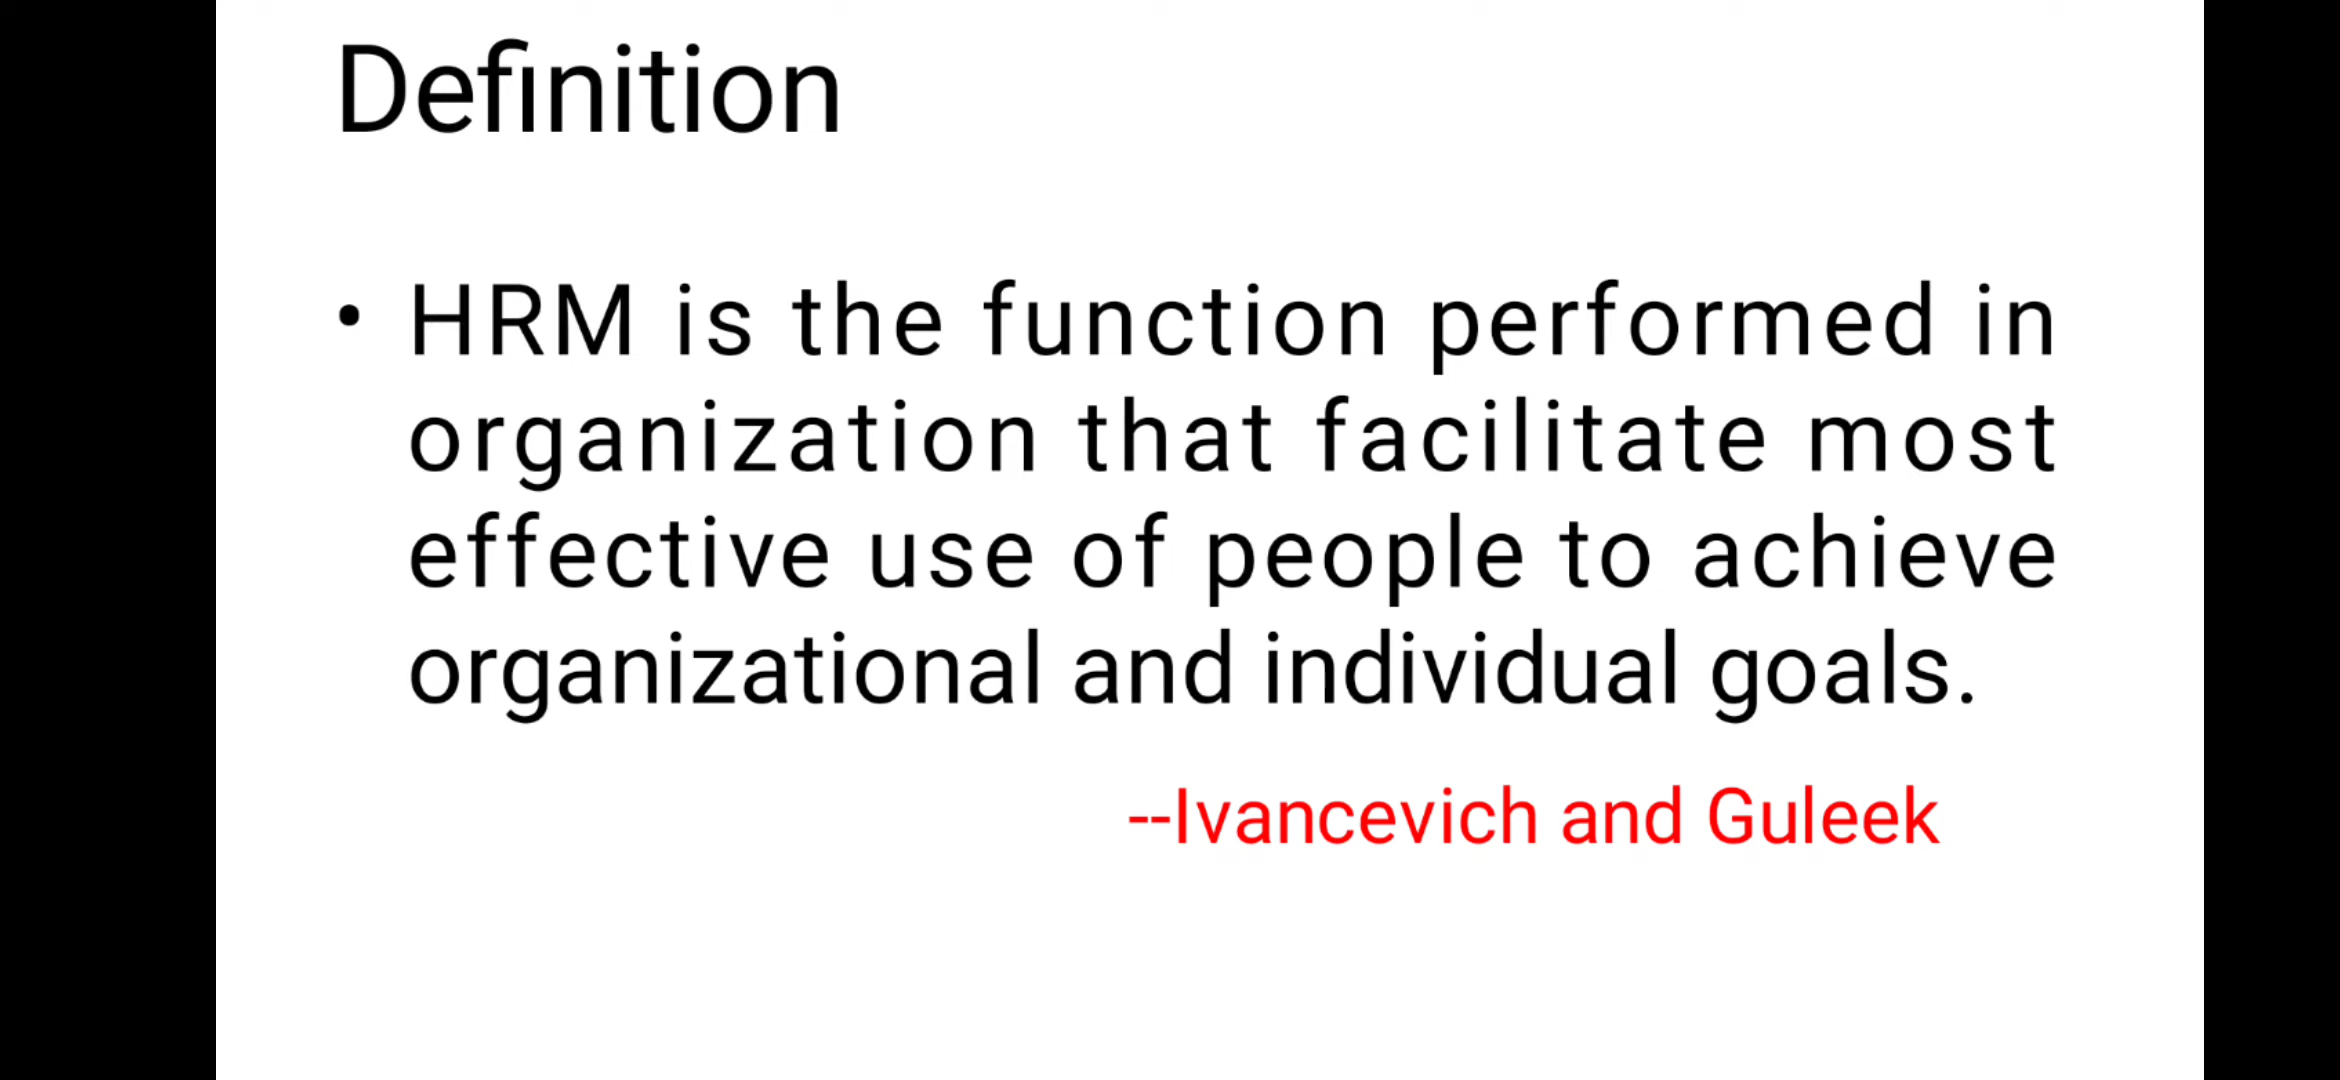 Definition
• HRM is the function performed in
organization that facilitate most
effective use of people to achieve
organizational and individual goals.
--Ivancevich and Guleek